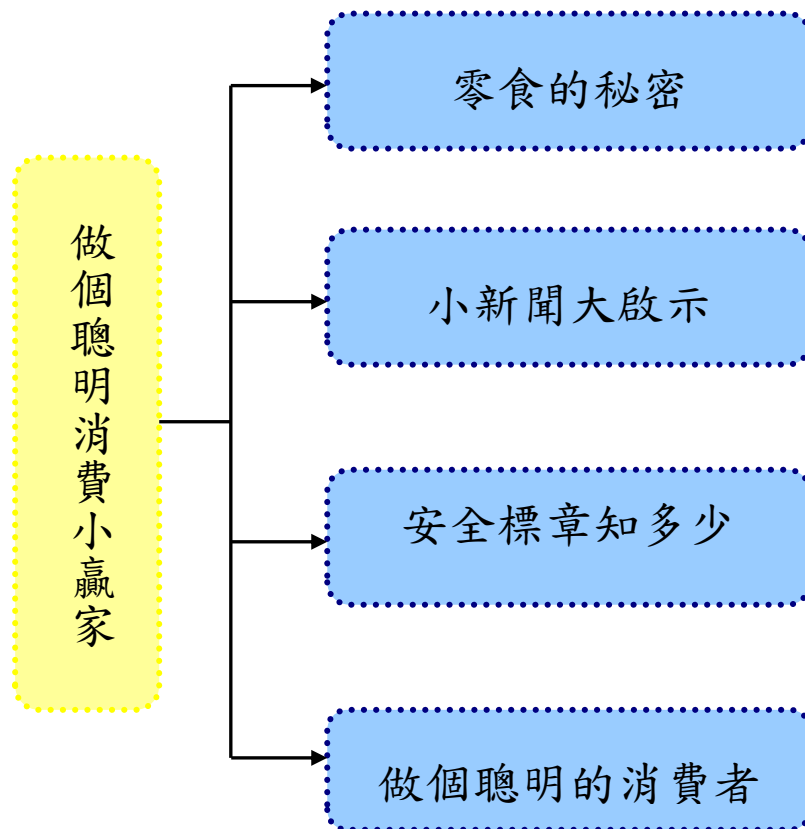 做個聰明消費小贏家
零食的秘密
小新聞大啟示
安全標章知多少
做個聰明的消費者